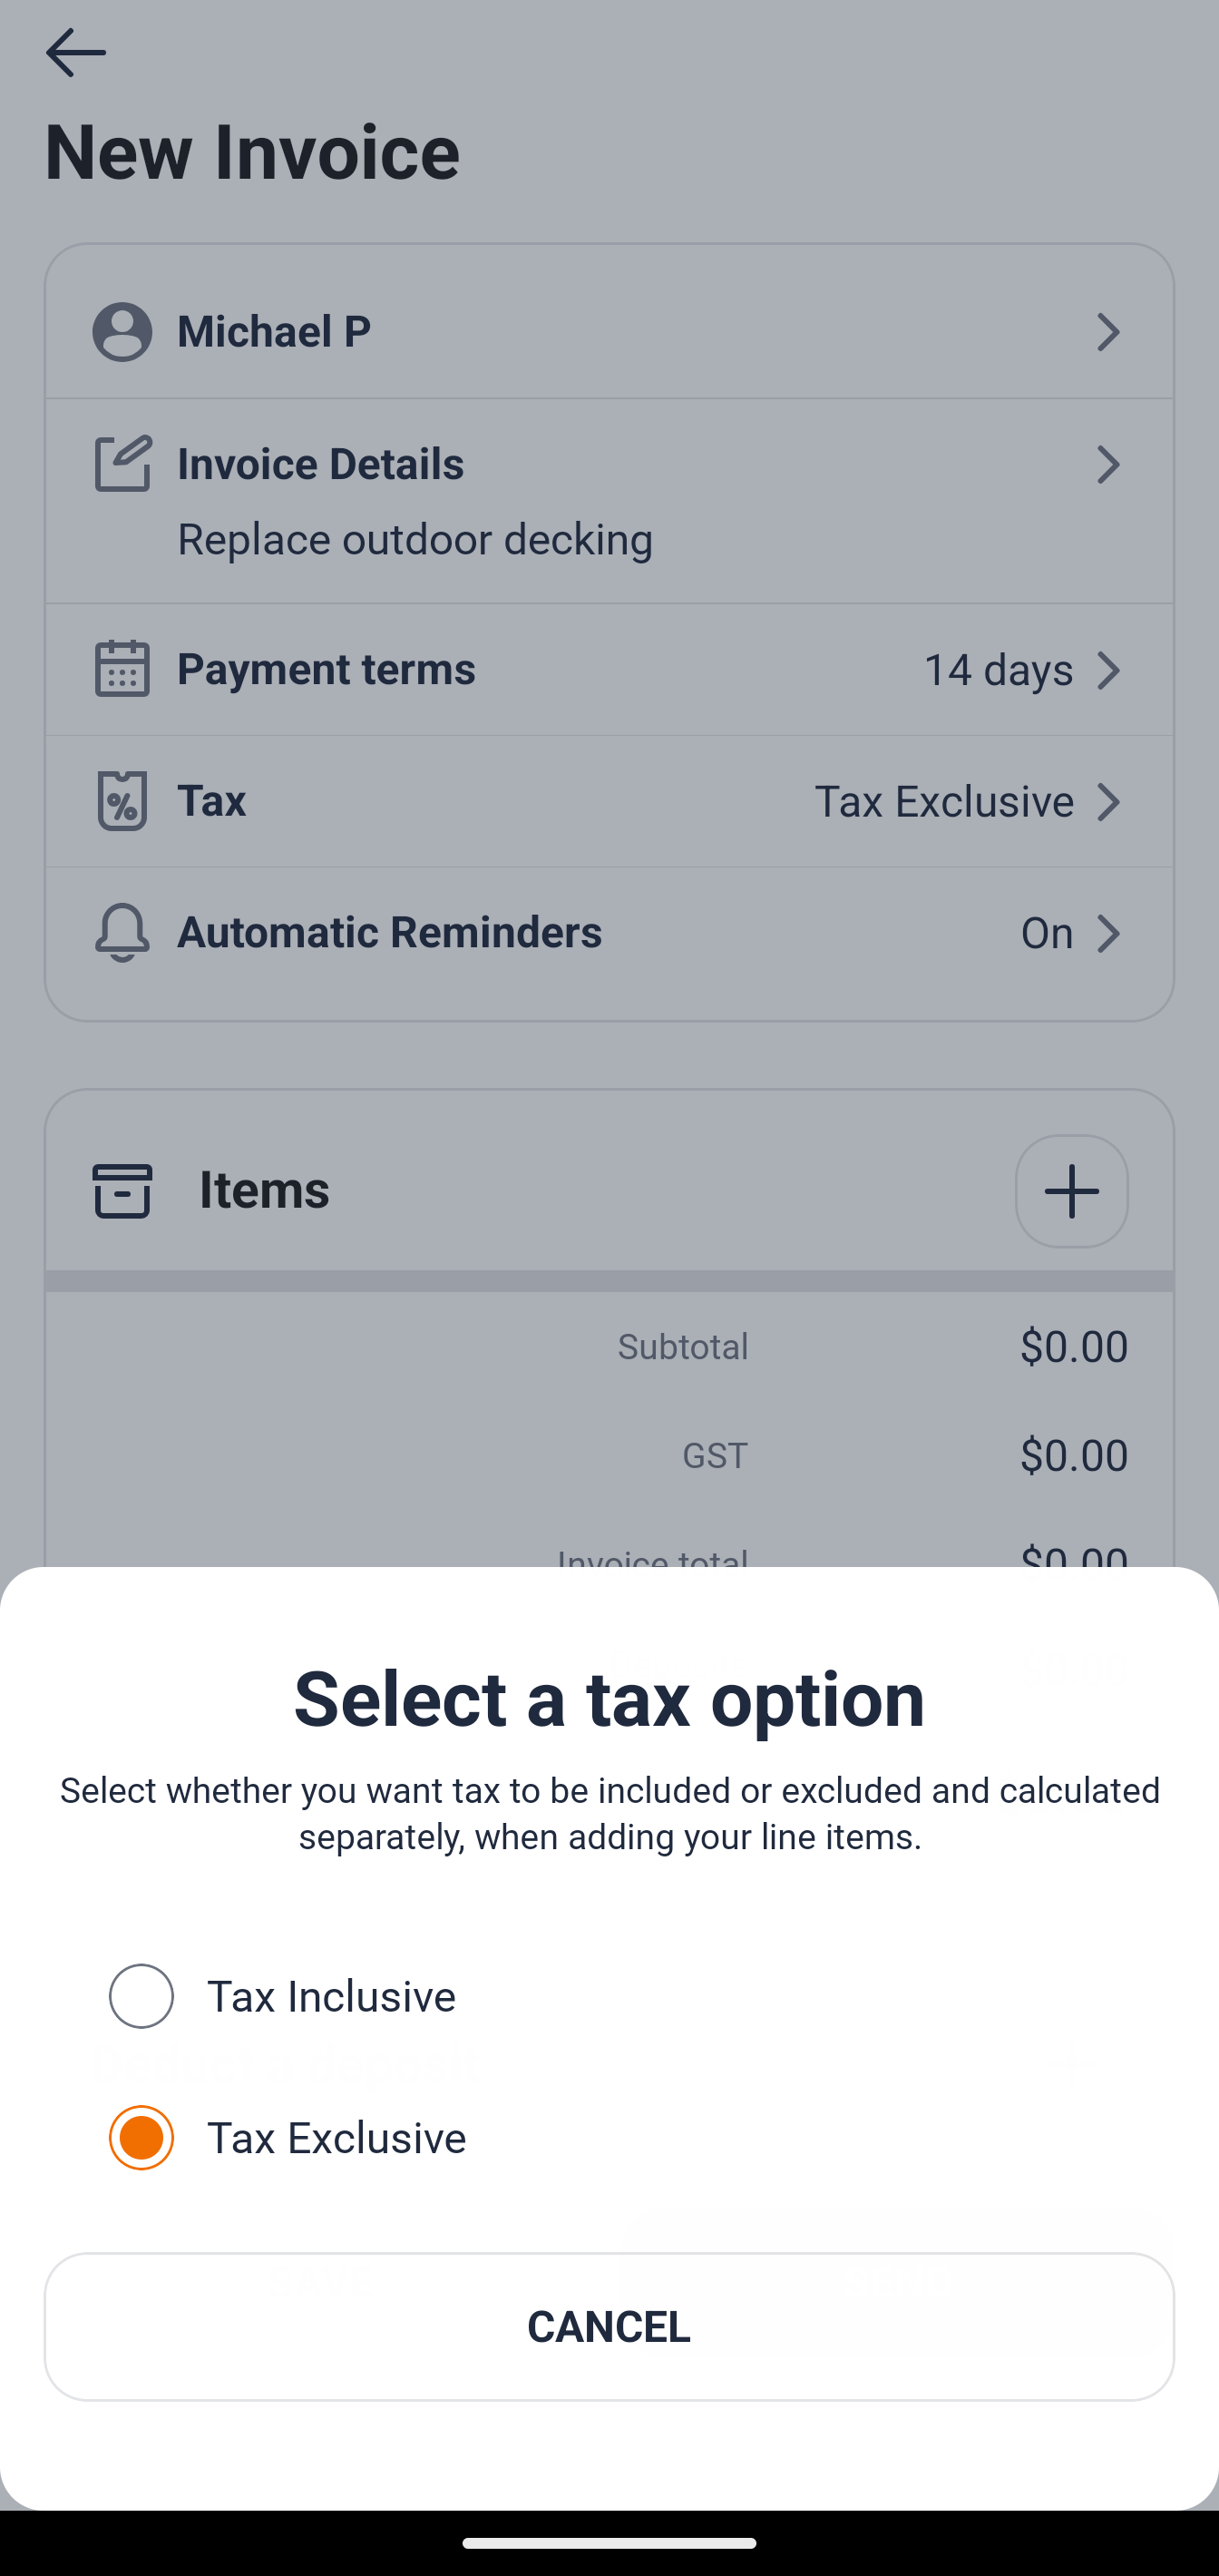 New Invoice
Michael P
Invoice Details
Replace outdoor decking
Payment terms 14 days
Tax Tax Exclusive
Automatic Reminders On
Items
Subtotal $0.00
GST $0.00
Invoice total $0.00
Select a tax option
Select whether you want tax to be included or excluded and calculated
separately, when adding your line items.
Tax Inclusive
Tax Exclusive
CANCEL